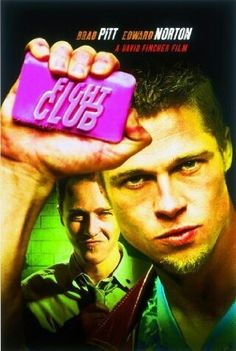 BRAD PITT EDWARD NORTON
A DAVID FINCHER FILM
FIGHT
CLUB